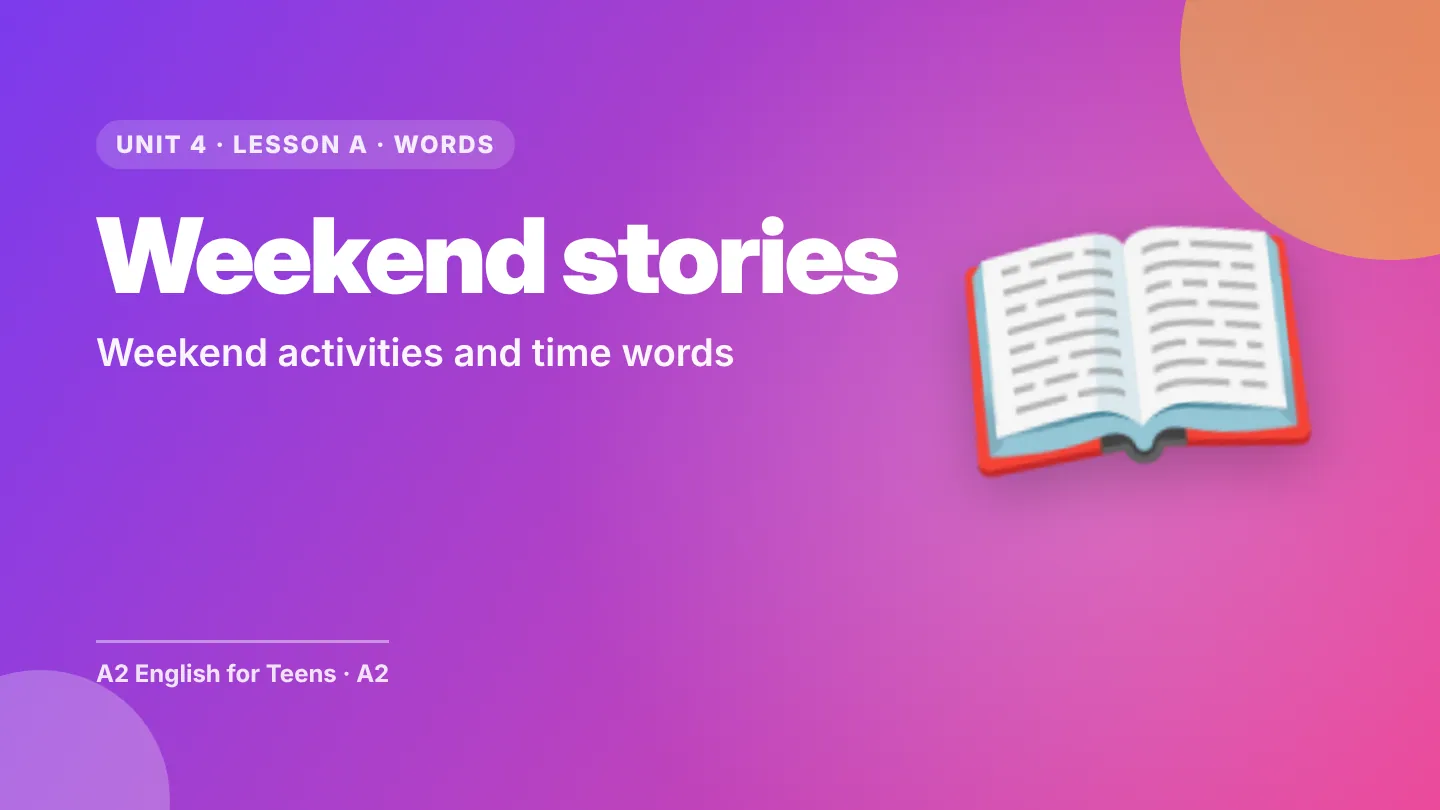 UNIT 4 · LESSON A · WORDS
Weekend stories
Weekend activities and time words
A2 English for Teens · A2